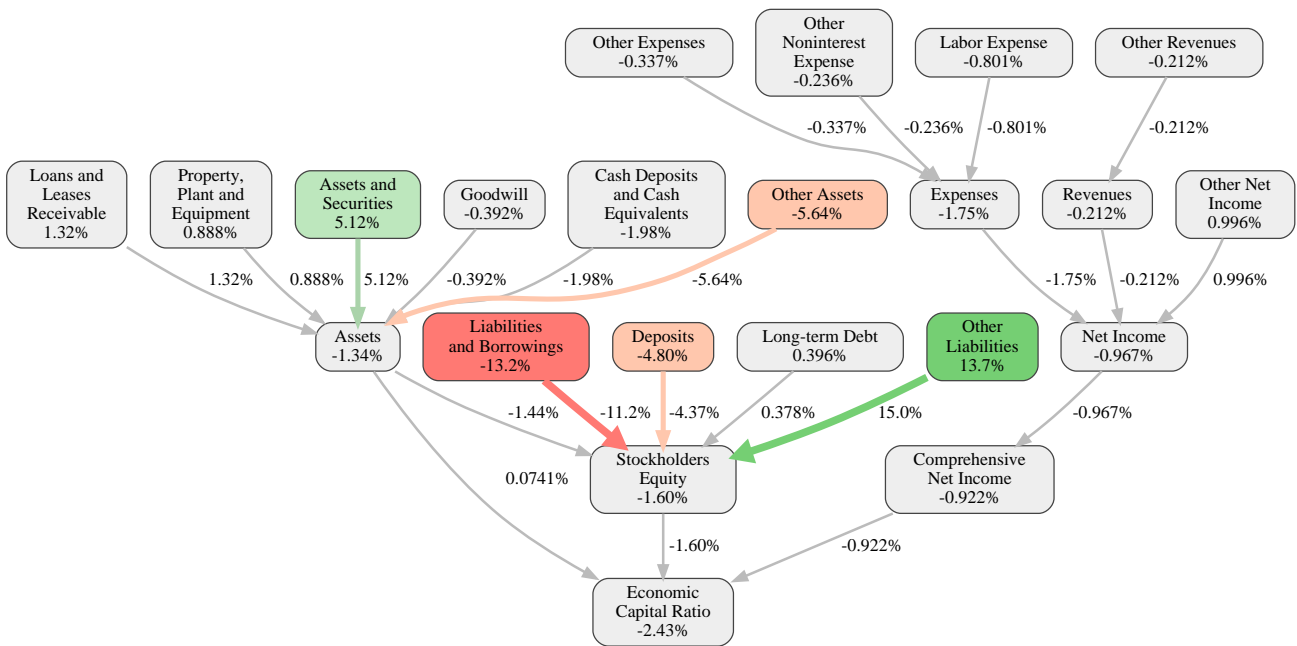 Other Expenses
-0.337%
Other
Noninterest
Expense
-0.236%
Labor Expense
-0.801%
Other Revenues
-0.212%
-0.337%
-0.236%
-0.801%
-0.212%
Loans and
Leases
Receivable
1.32%
Property,
Plant and
Equipment
0.888%
Assets and
Securities
5.12%
Goodwill
-0.392%
Cash Deposits
and Cash
Equivalents
-1.98%
Other Assets
-5.64%
Expenses
-1.75%
Revenues
-0.212%
Other Net
Income
0.996%
1.32%
0.888%
5.12%
-0.392%
-1.98%
-5.64%
-1.75%
-0.212%
0.996%
Assets
-1.34%
Liabilities
and Borrowings
-13.2%
Deposits
-4.80%
Long-term Debt
0.396%
Other
Liabilities
13.7%
Net Income
-0.967%
-1.44%
-11.2%
-4.37%
0.378%
15.0%
-0.967%
0.0741%
Stockholders
Equity
-1.60%
Comprehensive
Net Income
-0.922%
-1.60%
-0.922%
Economic
Capital Ratio
-2.43%